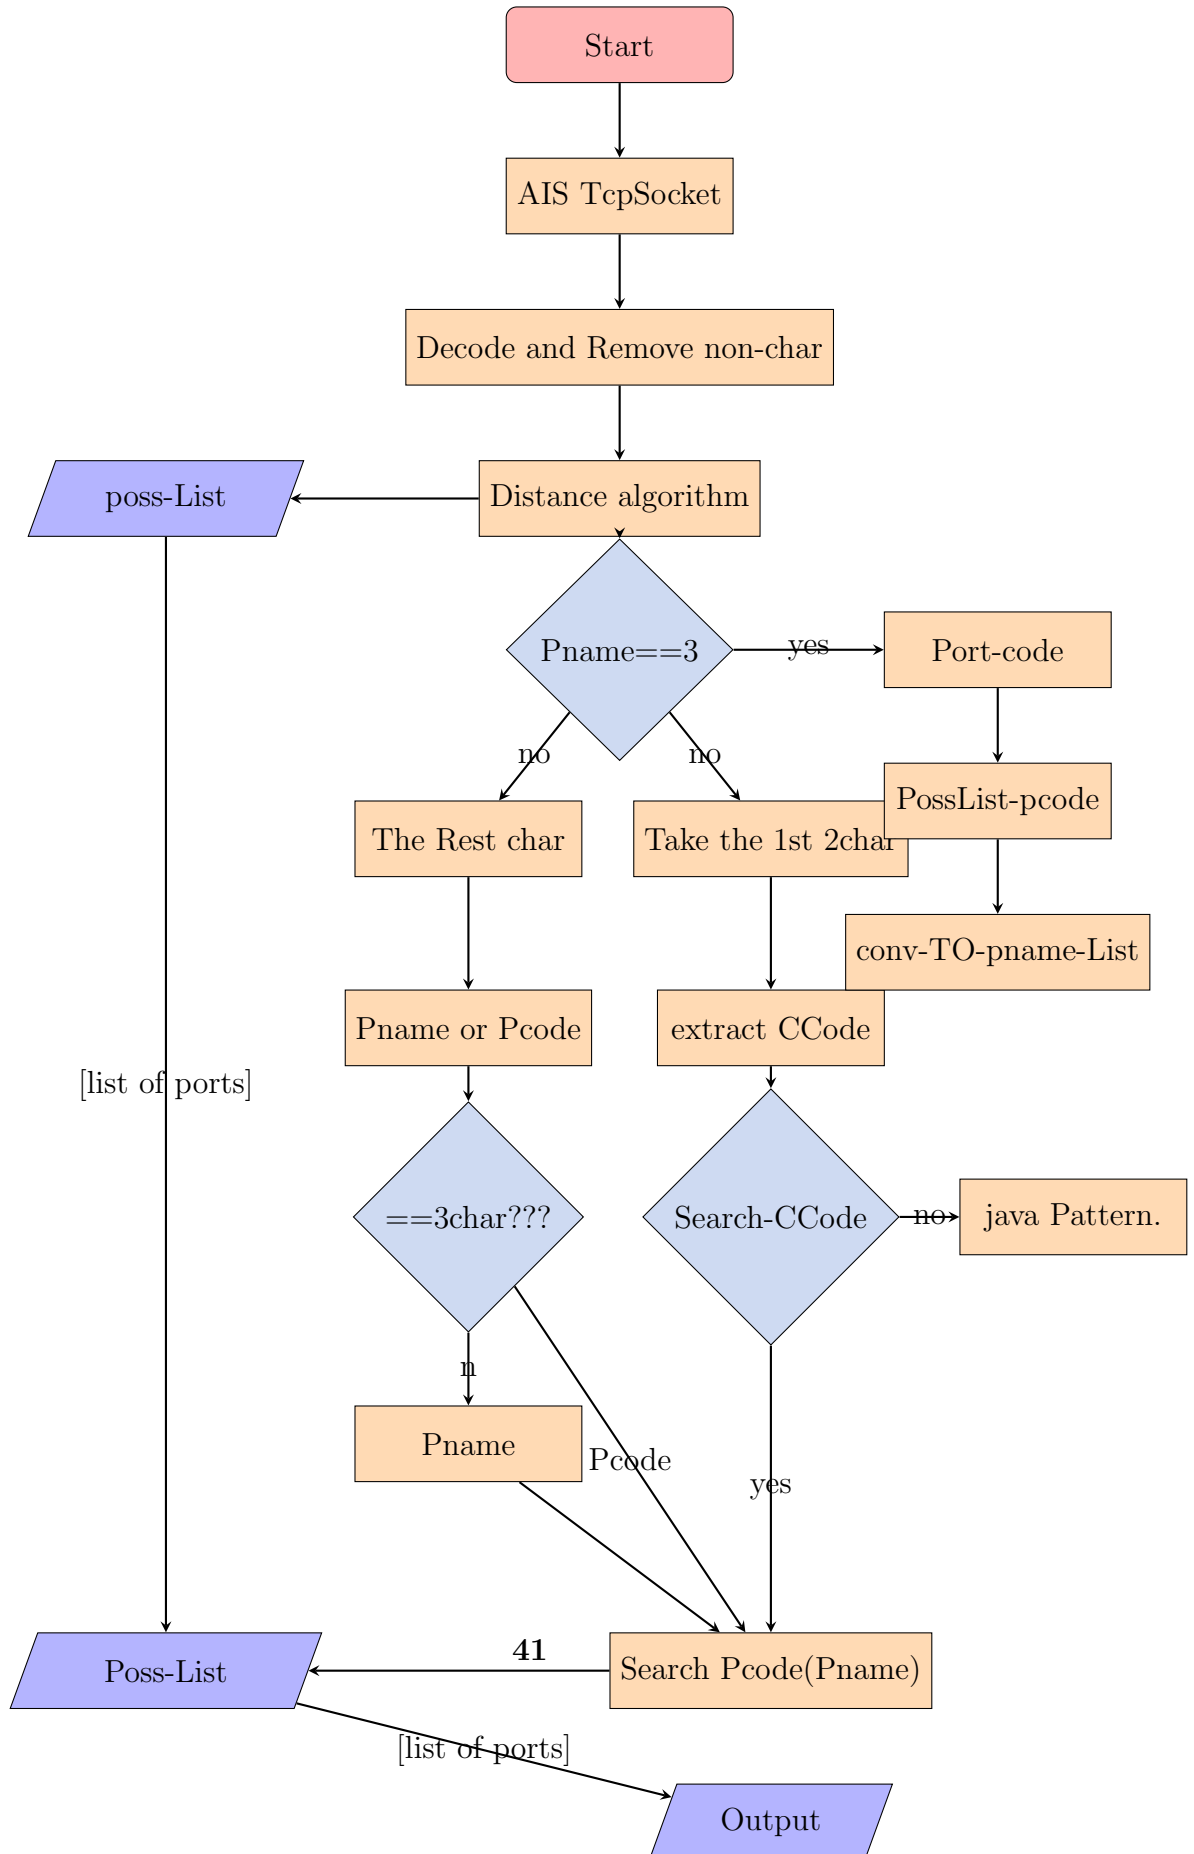 Start
AIS TcpSocket
Decode and Remove non-char
poss-List
Distance algorithm
Pname==3
yes
Port-code
no
no
The Rest char
Take the 1st 2char
PossList-pcode
conv-TO-pname-List
Pname or Pcode
extract CCode
[list of ports]
==3char???
Search-CCode
no
java Pattern.
n
Pname
Pcode
yes
Poss-List
41
Search Pcode(Pname)
[list of ports]
Output